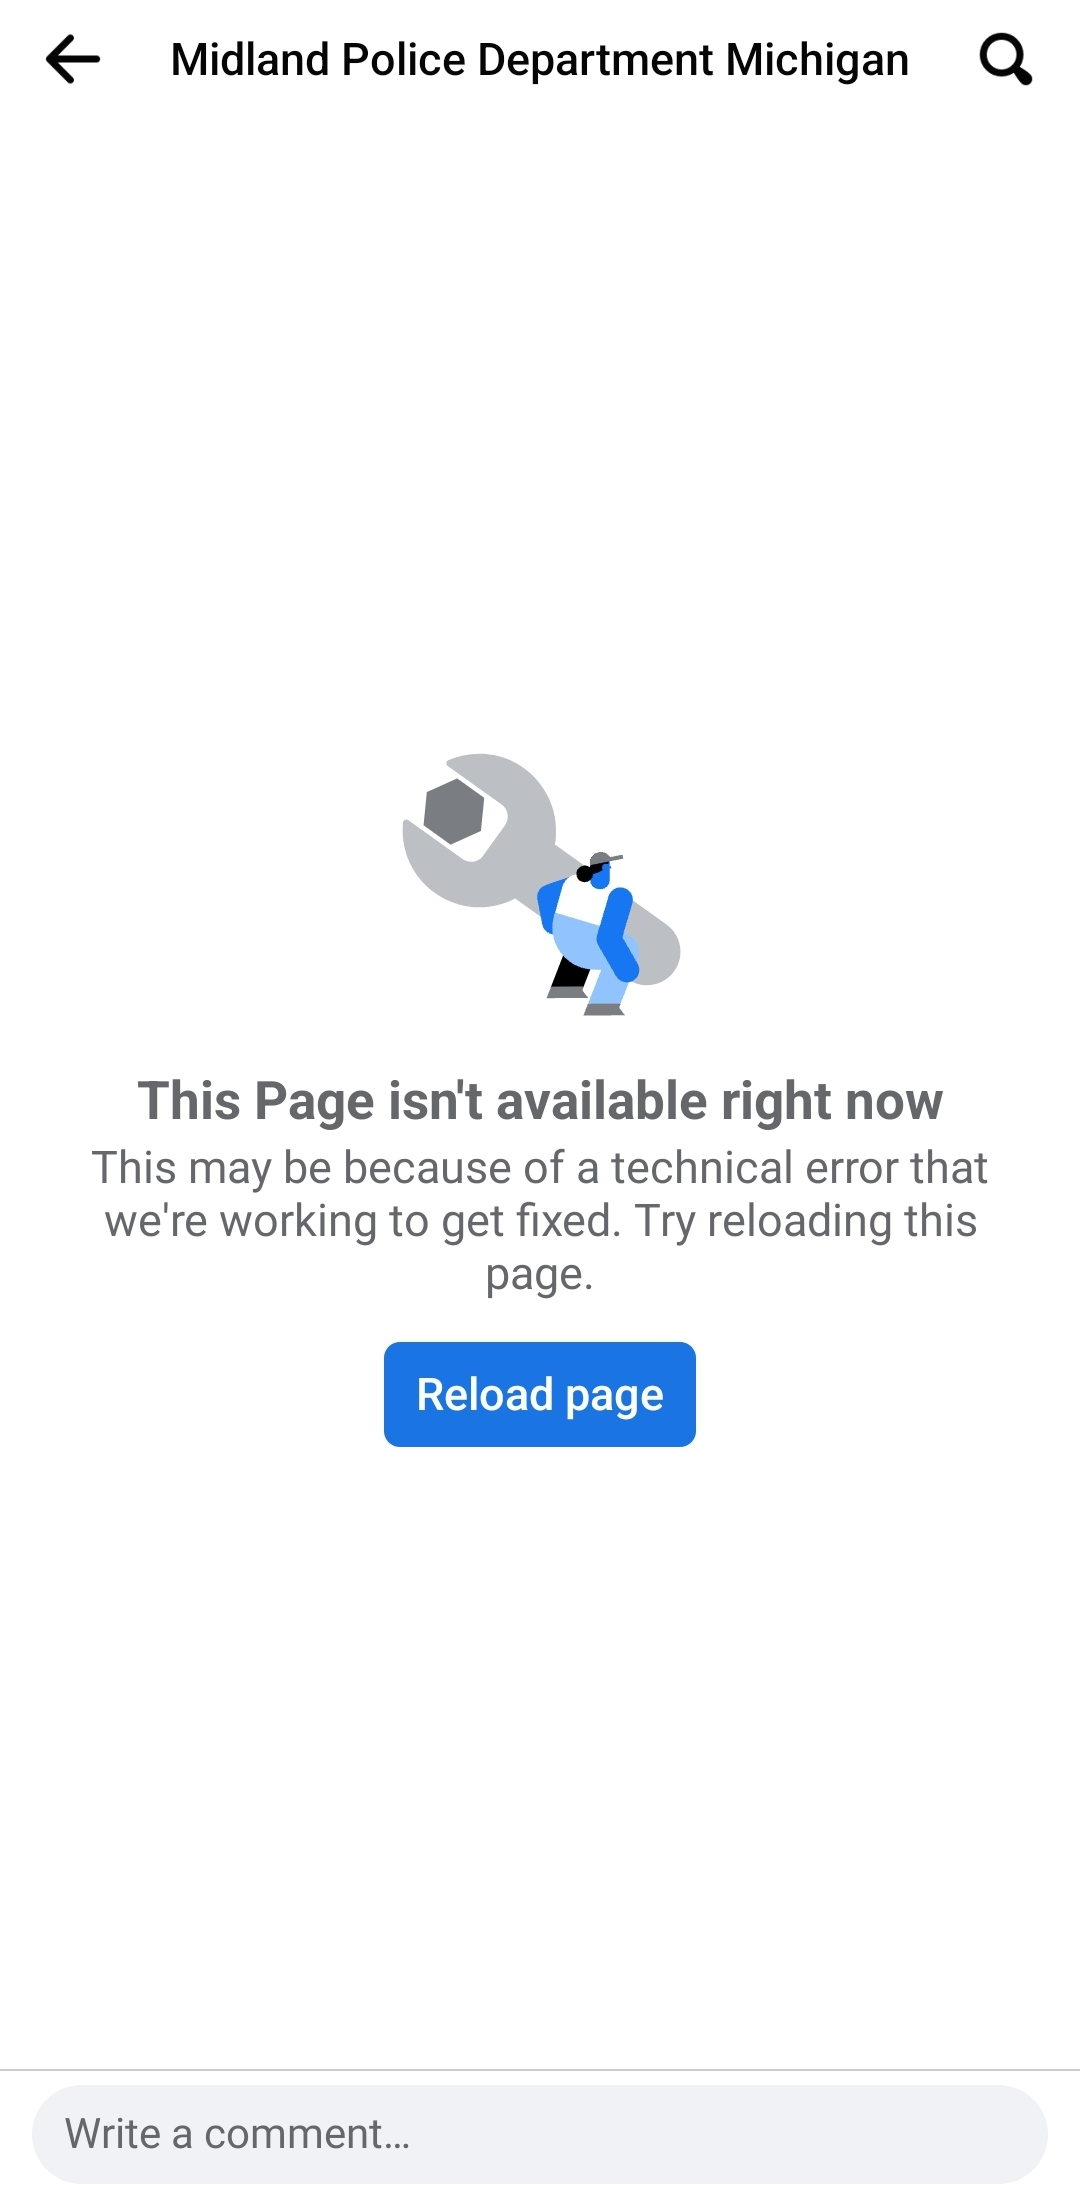 Midland Police Department Michigan
This Page isn't available right now
This may be because of a technical error that
we're working to get fixed. Try reloading this
page.
Reload page
Write a comment...